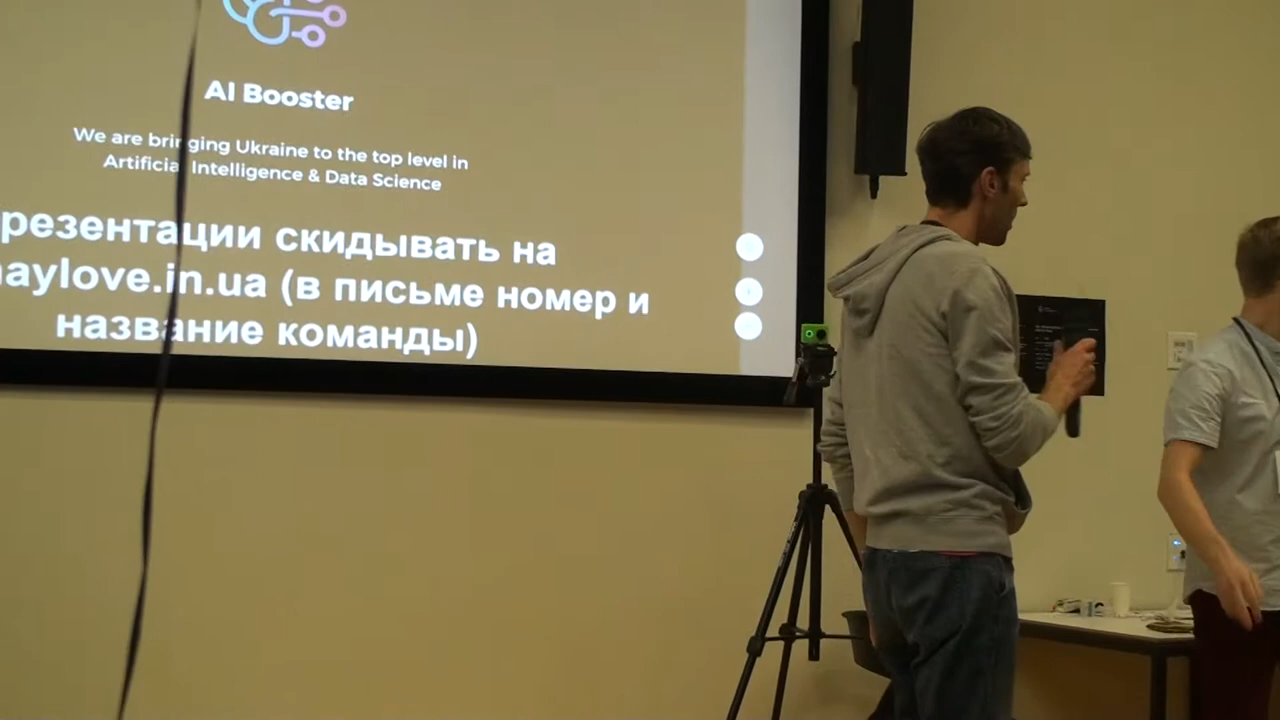 AI Booster
We are bringing Ukraine to the top level in
Artificial Intelligence & Data Science
резентации скидывать на
aylove.in.ua (в письме номер и
название команды)